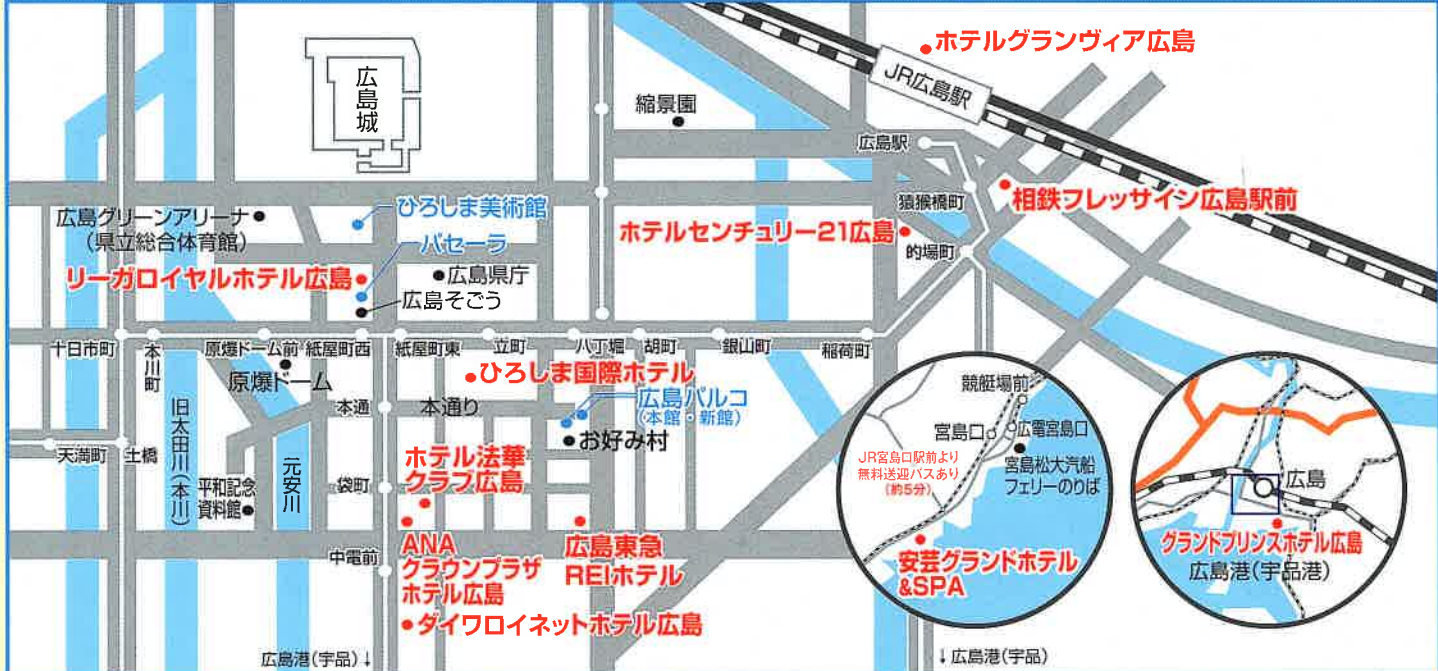 ホテルグランヴィア広島
JR広島駅
広島城
縮景園
広島駅
猿猴橋町
相鉄フレッサイン広島駅前
ひろしま美術館
広島グリーンアリーナ
(県立総合体育館)
ホテルセンチュリー21広島
的場町
パセーラ
リーガロイヤルホテル広島
広島県庁
広島そごう
十日市町
本川町
原爆ドーム前
紙屋町西
紙屋町東
立町
八丁堀
胡町
銀山町
稲荷町
原爆ドーム
ひろしま国際ホテル
本通
本通り
広島パルコ
(本館・新館)
お好み村
旧太田川(本川)
天満町
土橋
元安川
平和記念
資料館
袋町
ホテル法華
クラブ広島
中電前
ANA
クラウンプラザ
ホテル広島
広島東急
REIホテル
ダイワロイネットホテル広島
広島港(宇品)↓
↓広島港(宇品)
競艇場前
宮島口
広電宮島口
JR宮島口駅前より
無料送迎バスあり
(約5分)
宮島松大汽船
フェリーのりば
安芸グランドホテル
&SPA
広島
グランドプリンスホテル広島
広島港(宇品港)